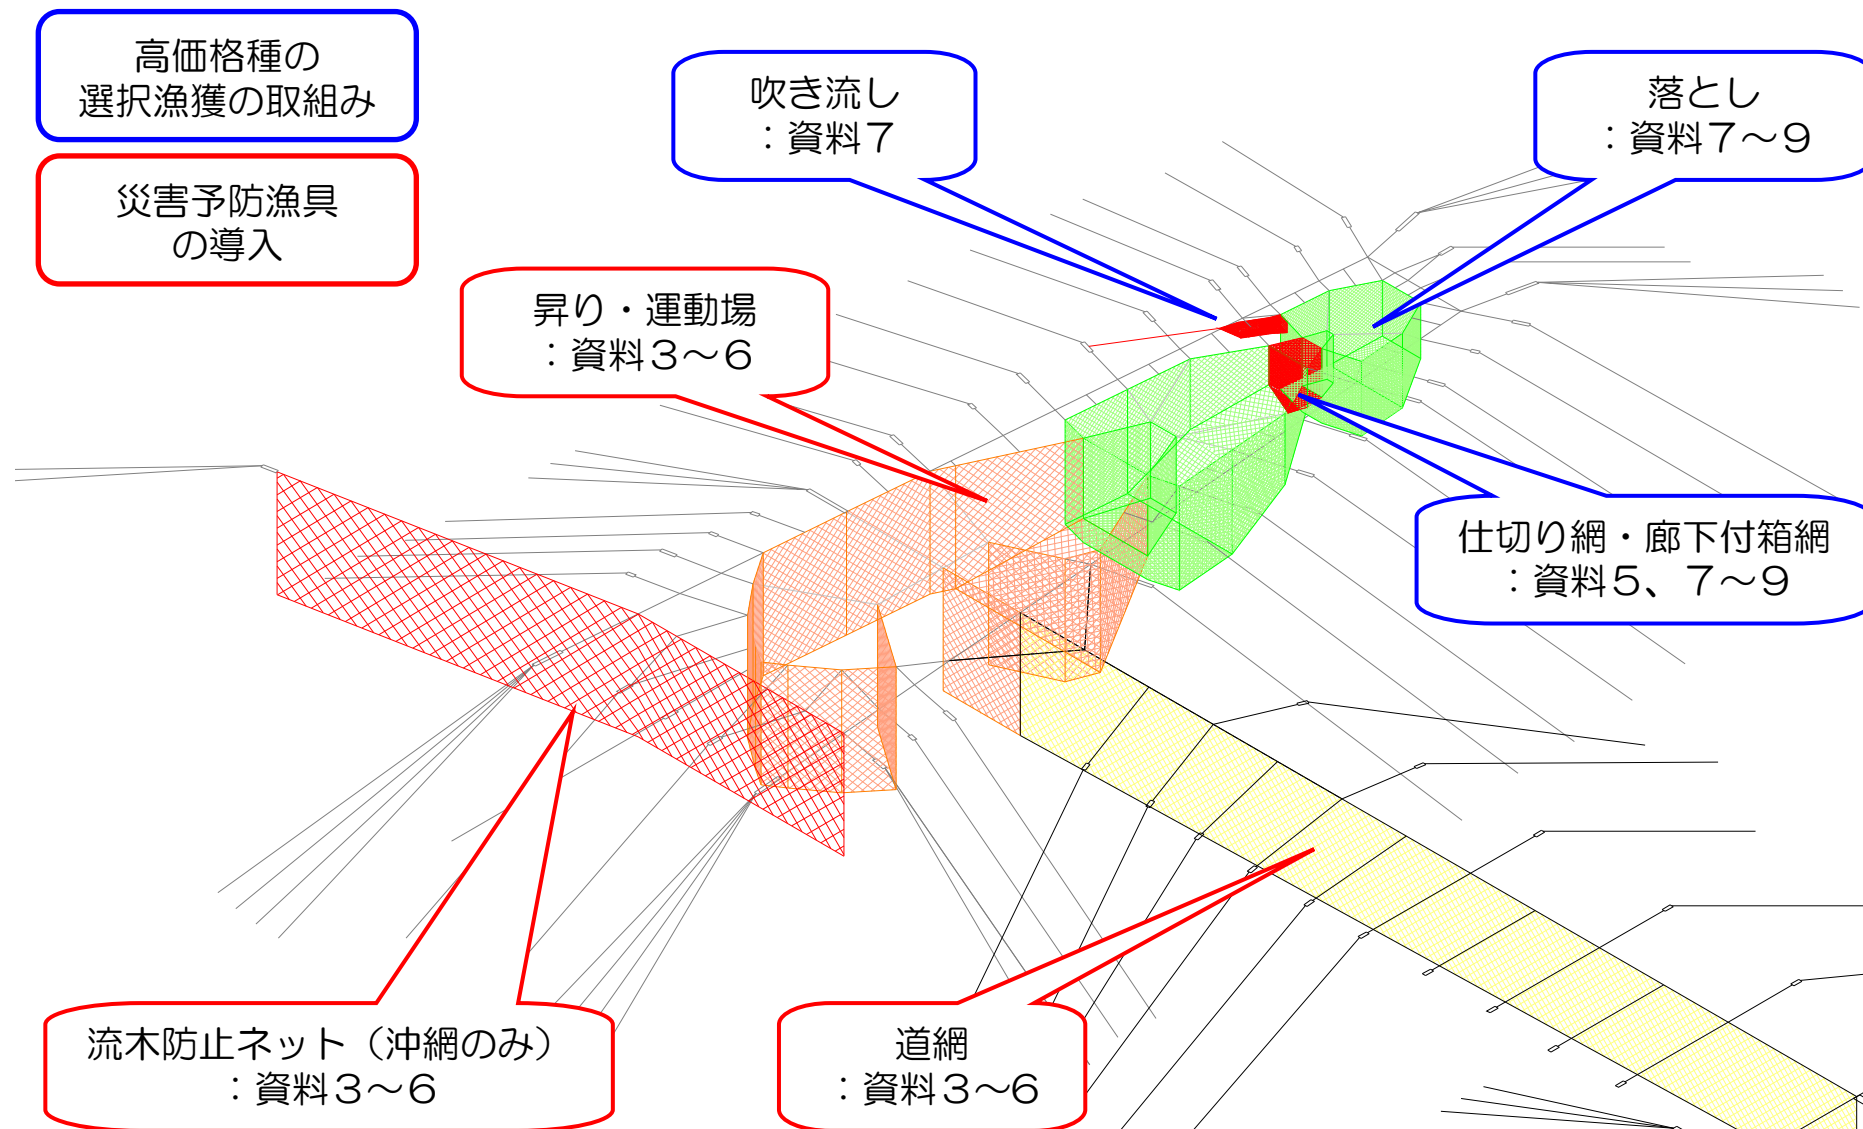 高価格種の
選択漁獲の取組み
災害予防漁具
の導入
吹き流し
：資料７
落とし
：資料７～９
昇り・運動場
：資料３～６
仕切り網・廊下付箱網
：資料５、７～９
流木防止ネット（沖網のみ）
：資料３～６
道網
：資料３～６